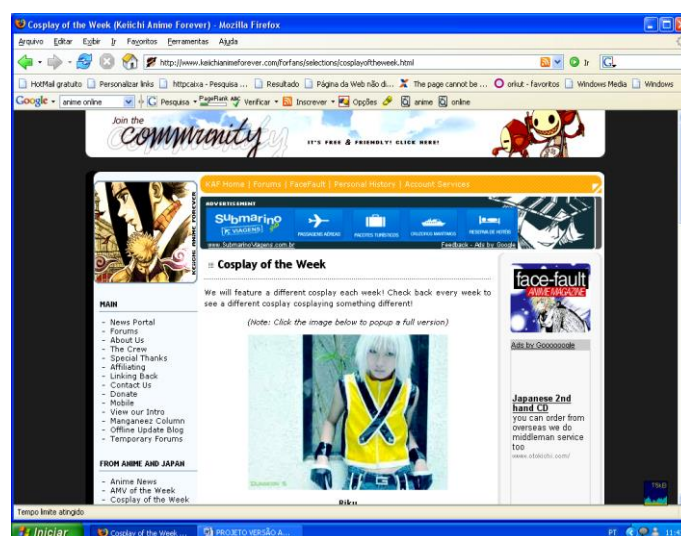 Cosplay of the Week (Keiichi Anime Forever) - Mozilla Firefox
Arquivo Editar Exibir Ir Favoritos Ferramentas Ajuda
http://www.keiichianimeforever.com/forfans/selections/cosplayoftheweek.html
Ir
HotMail gratuito Personalizar links httpcaixa - Pesquisa ... Resultado Página da Web não di... The page cannot be ... orkut - favoritos Windows Media Windows
Google anime online Pesquisa PageRank Verificar Inscrever Opções anime online
Join the
community
IT'S FREE & FRIENDLY! CLICK HERE!
KAF Home | Forums | FaceFault | Personal History | Account Services
ADVERTISEMENT
Submarino
VIAGENS
PASSAGENS AÉREAS
PACOTES TURÍSTICOS
CRUZEIROS MARÍTIMOS
RESERVA DE HOTÉIS
www.SubmarinoViagens.com.br
Feedback - Ads by Google
KEIICHI ANIME FOREVER
Cosplay of the Week
We will feature a different cosplay each week! Check back every week to
see a different cosplay cosplaying something different!
(Note: Click the image below to popup a full version)
Riku
MAIN
- News Portal
- Forums
- About Us
- The Crew
- Special Thanks
- Affiliating
- Linking Back
- Contact Us
- Donate
- Mobile
- View our Intro
- Manganeez Column
- Offline Update Blog
- Temporary Forums
FROM ANIME AND JAPAN
- Anime News
- AMV of the Week
- Cosplay of the Week
face-fault
ANIME MAGAZINE
Ads by Goooooogle
Japanese 2nd
hand CD
you can order from
overseas we do
middleman service
too
www.otokichi.com/
Tempo limite atingido
Iniciar
Cosplay of the Week ...
PROJETO VERSÃO A...
PT